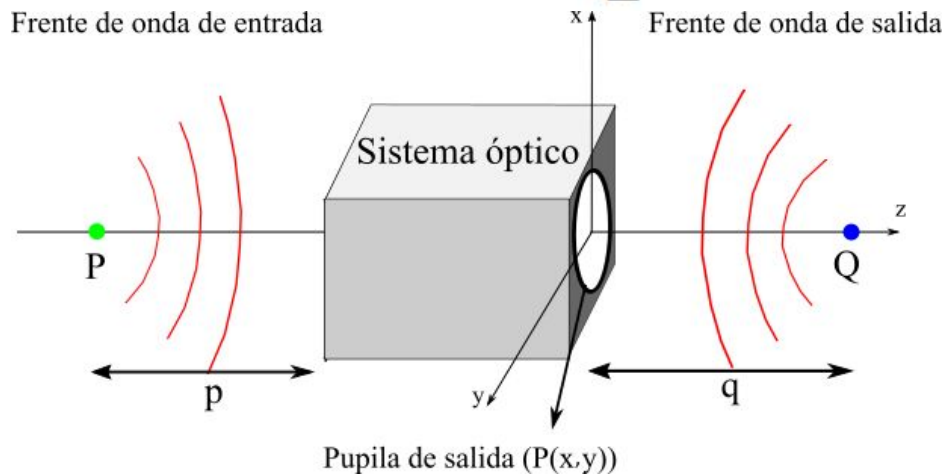 Frente de onda de entrada
x
Frente de onda de salida
Sistema óptico
z
P
Q
y
p
q
Pupila de salida (P(x,y))